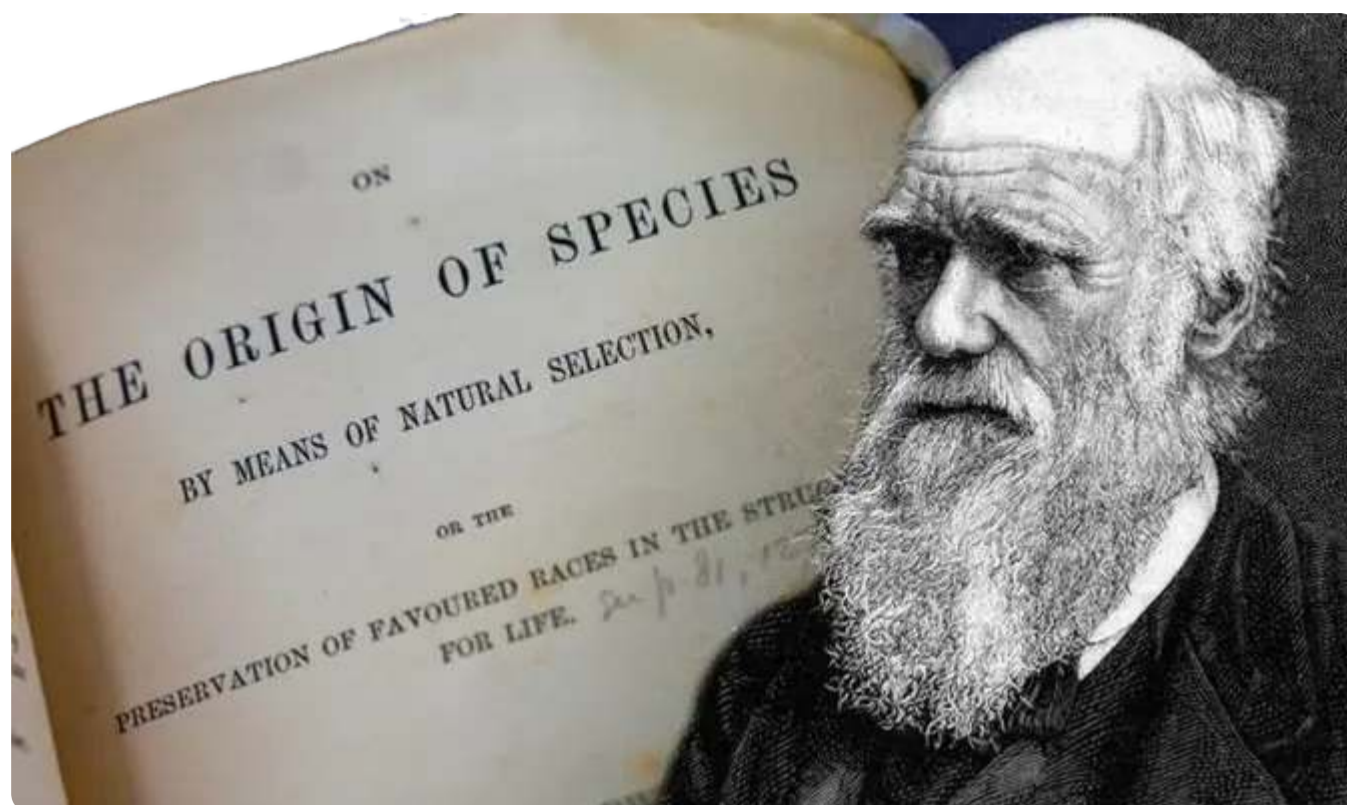 ON
THE ORIGIN OF SPECIES
BY MEANS OF NATURAL SELECTION,
OR THE
PRESERVATION OF FAVOURED RACES IN THE
FOR LIFE.